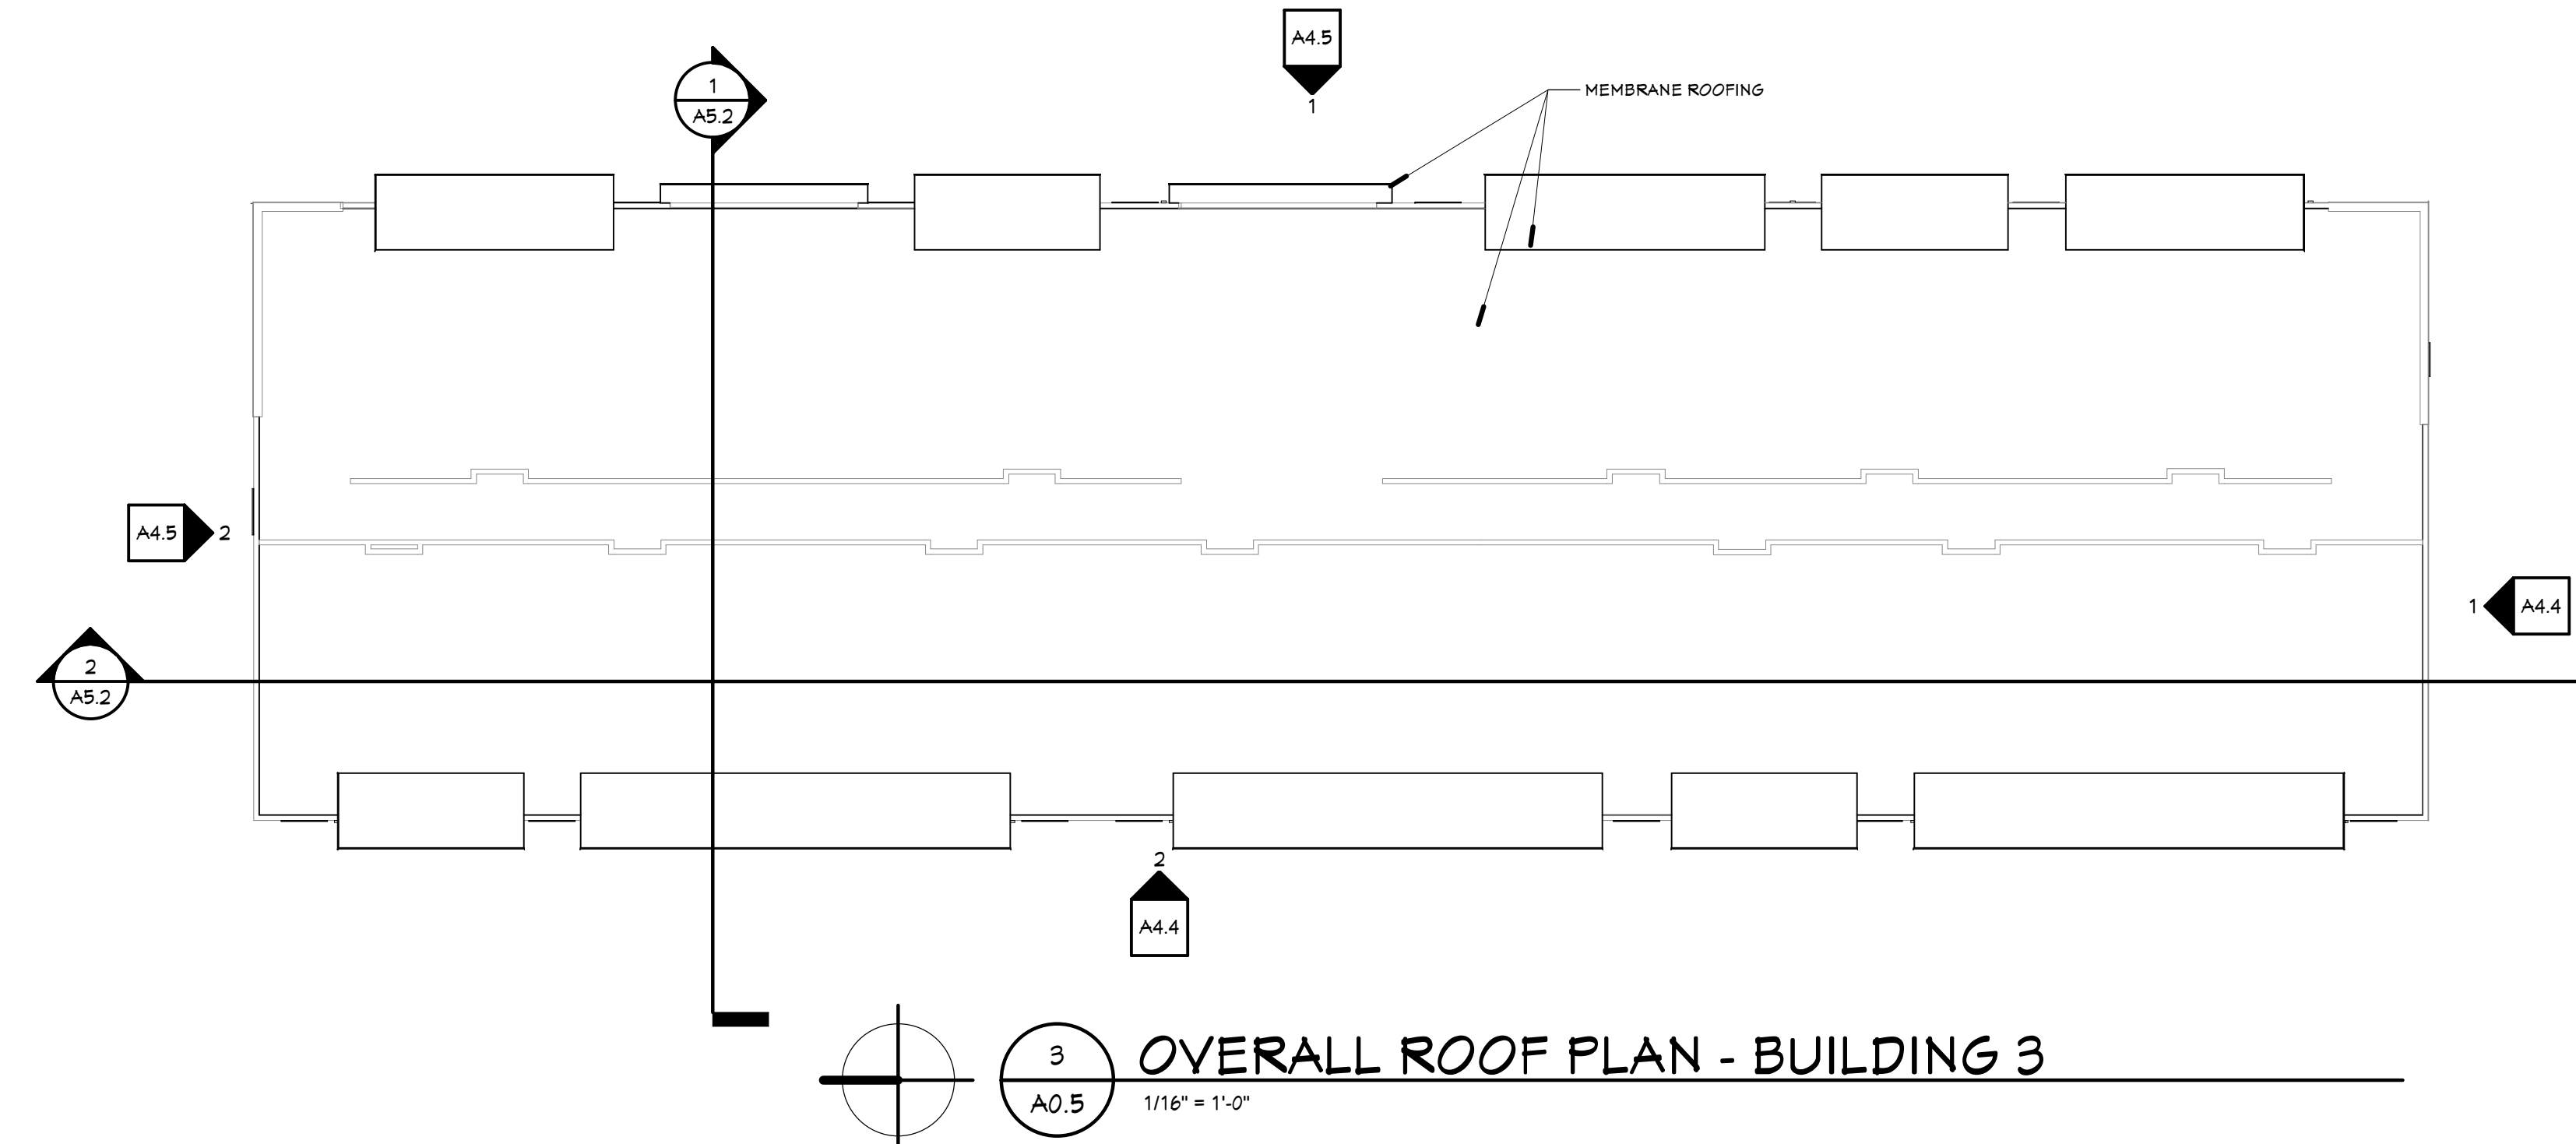 A4.5
1
1
A5.2
MEMBRANE ROOFING
A4.5
2
1
A4.4
2
A5.2
2
A4.4
3
A0.5
OVERALL ROOF PLAN - BUILDING 3
1/16" = 1'-0"